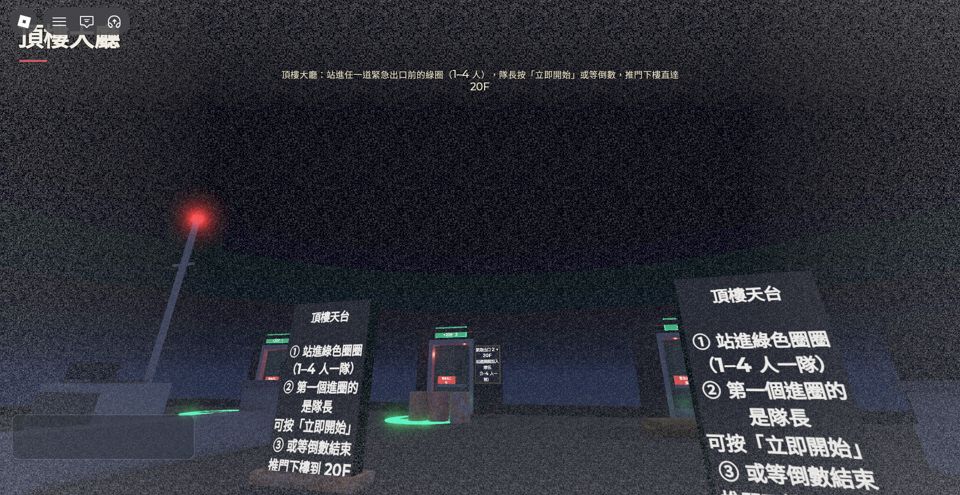 頂樓大廳
頂樓大廳：站進任一道緊急出口前的綠圈（1–4 人），隊長按「立即開始」或等倒數，推門下樓直達
20F
頂樓天台
① 站進綠色圈圈
（1–4 人一隊）
② 第一個進圈的
是隊長
可按「立即開始」
③ 或等倒數結束
推門下樓到 20F
頂樓天台
① 站進綠色圈圈
（1–4 人一隊）
② 第一個進圈的
是隊長
可按「立即開始」
③ 或等倒數結束